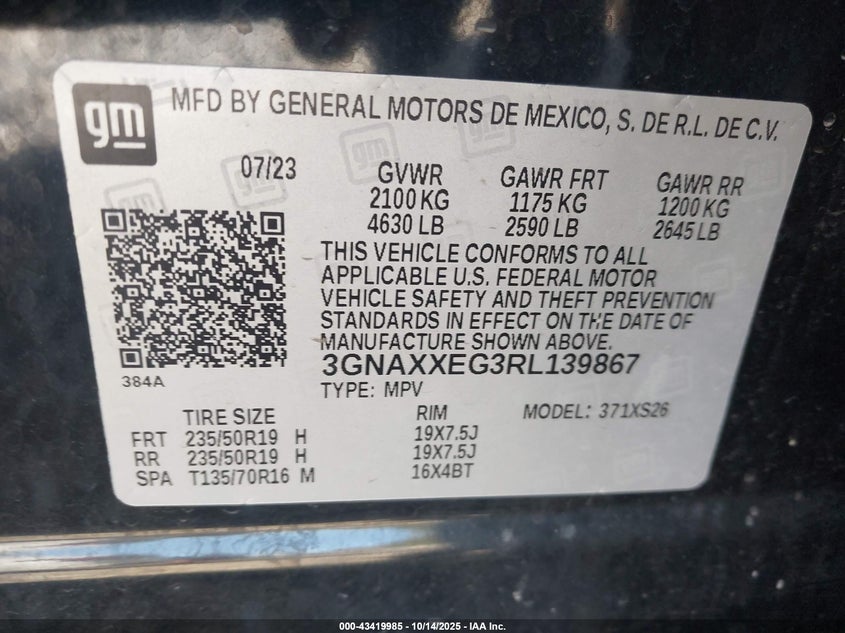 gm
MFD BY GENERAL MOTORS DE MEXICO, S. DE R.L. DE C.V.
07/23 GVWR GAWR FRT GAWR RR
2100 KG 1175 KG 1200 KG
4630 LB 2590 LB 2645 LB
THIS VEHICLE CONFORMS TO ALL
APPLICABLE U.S. FEDERAL MOTOR
VEHICLE SAFETY AND THEFT PREVENTION
STANDARDS IN EFFECT ON THE DATE OF
MANUFACTURE SHOWN ABOVE.
3GNAXXEG3RL139867
384A
TYPE: MPV
TIRE SIZE RIM MODEL: 371XS26
FRT 235/50R19 H 19X7.5J
RR 235/50R19 H 19X7.5J
SPA T135/70R16 M 16X4BT
000-43419985 - 10/14/2025 - IAA Inc.